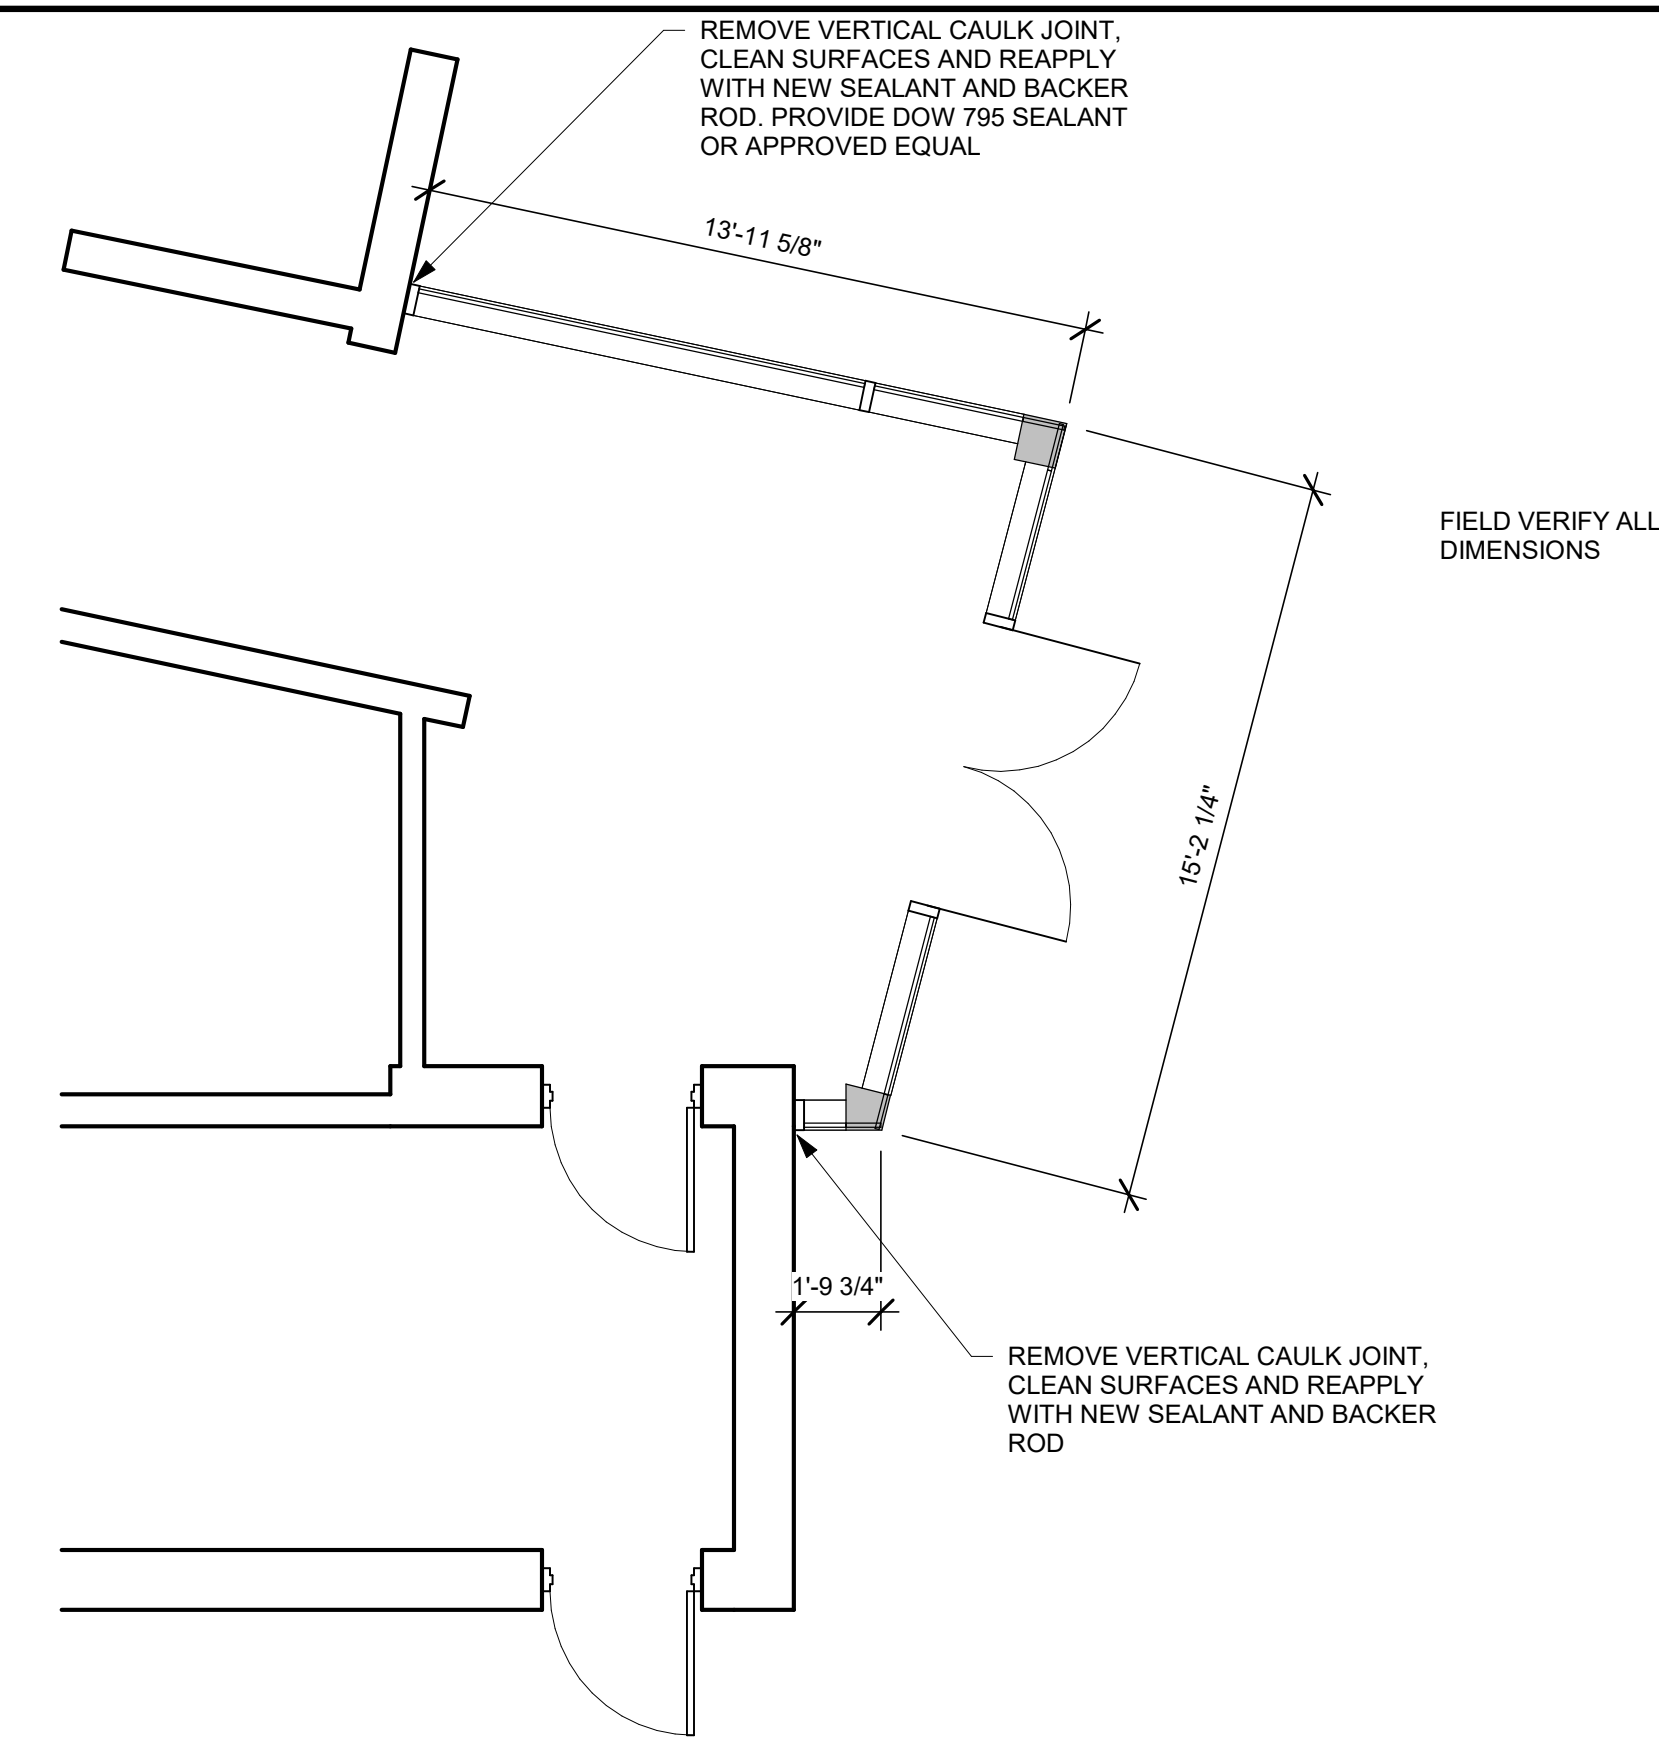 REMOVE VERTICAL CAULK JOINT,
CLEAN SURFACES AND REAPPLY
WITH NEW SEALANT AND BACKER
ROD. PROVIDE DOW 795 SEALANT
OR APPROVED EQUAL
13'-11 5/8"
FIELD VERIFY ALL
DIMENSIONS
15'-2 1/4"
1'-9 3/4"
REMOVE VERTICAL CAULK JOINT,
CLEAN SURFACES AND REAPPLY
WITH NEW SEALANT AND BACKER
ROD